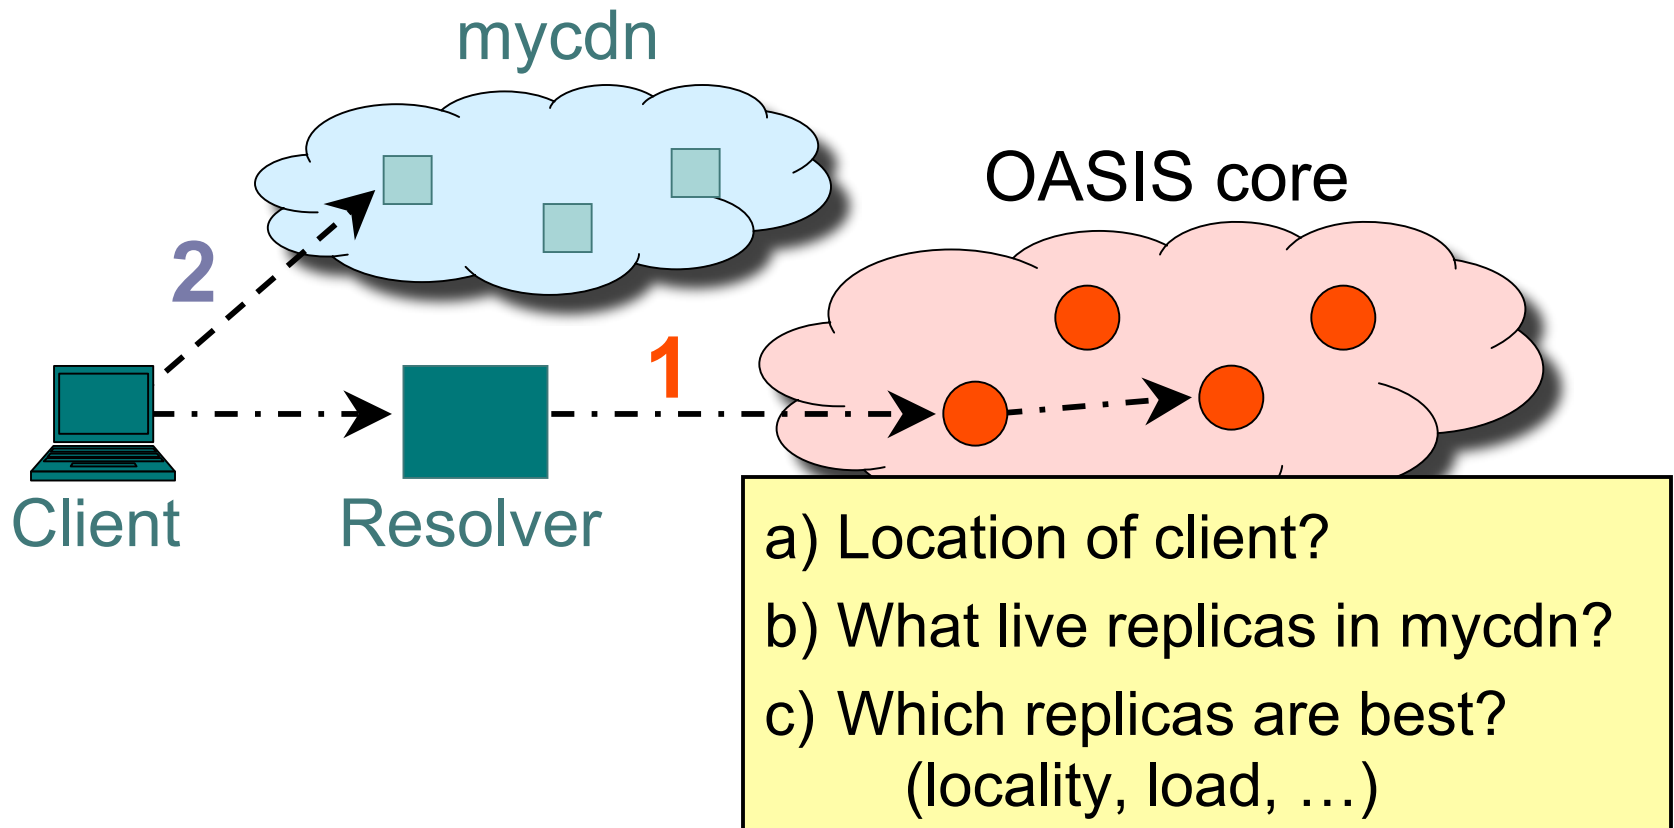 mycdn
OASIS core
2
1
Client
Resolver
a) Location of client?
b) What live replicas in mycdn?
c) Which replicas are best?
(locality, load, …)